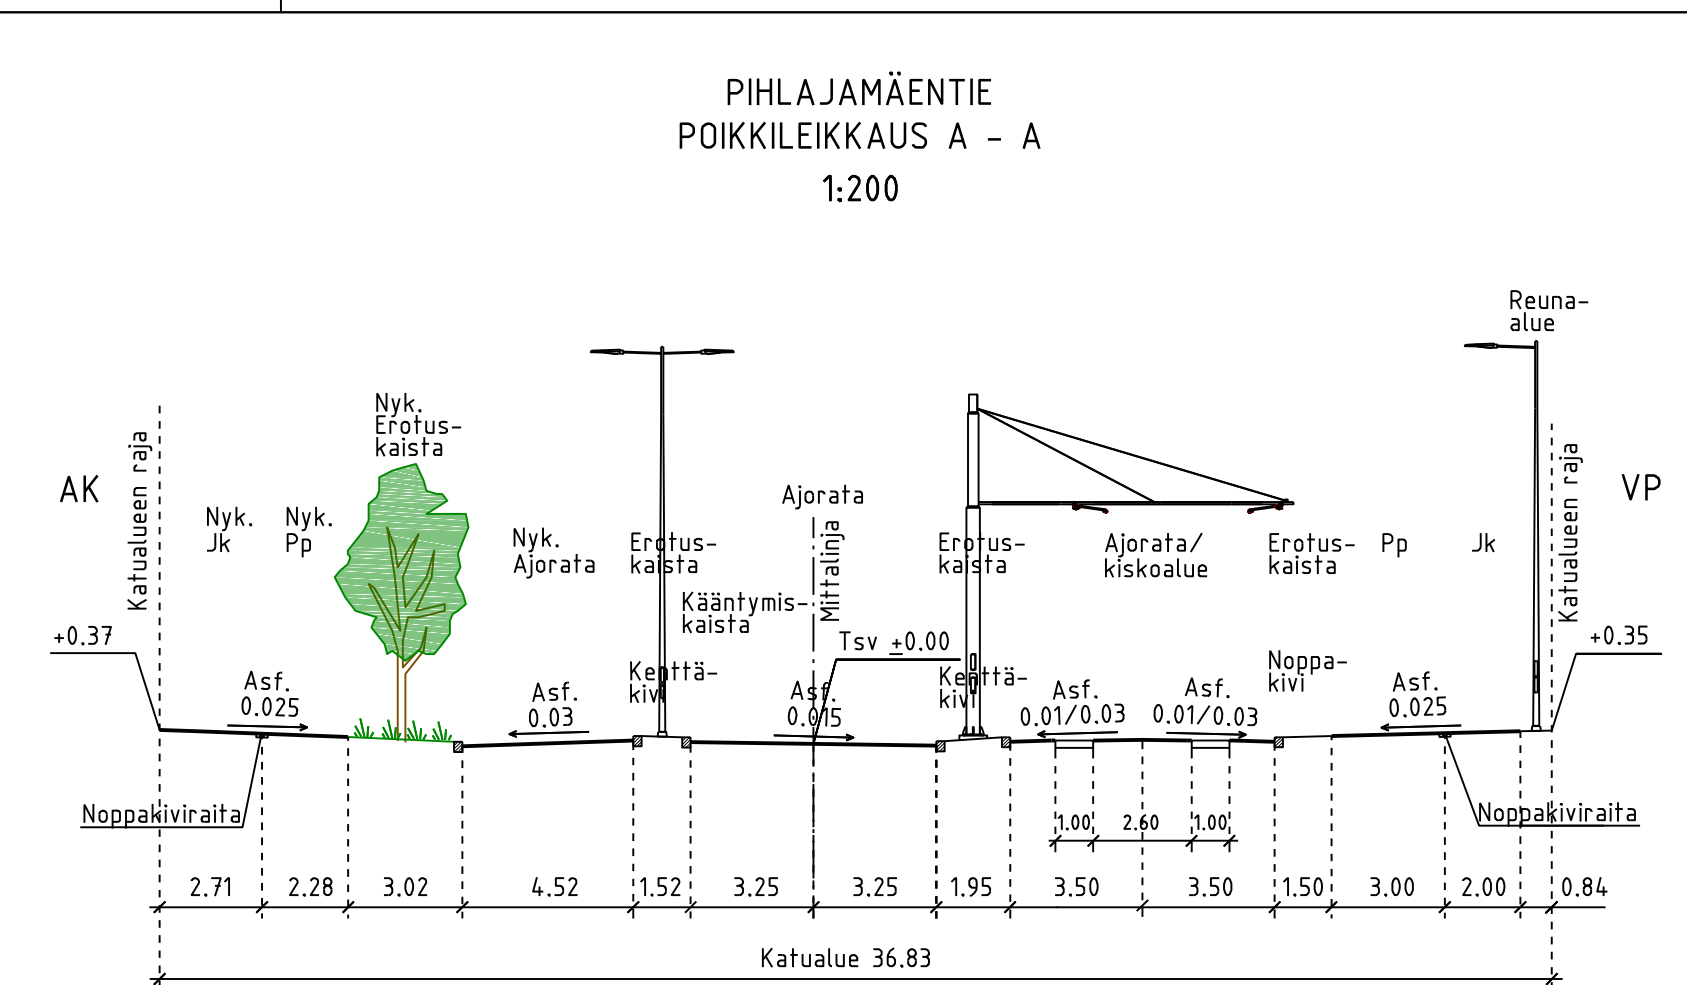 PIHLAJAMÄENTIE
POIKKILEIKKAUS A - A
1:200
Reuna-
alue
Nyk.
Erotus-
kaista
Katualueen raja
AK
Nyk.
Jk
Nyk.
Pp
Nyk.
Ajorata
Erotus-
kaista
Ajorata
Mittalinja
Kääntymis-
kaista
Erotus-
kaista
Ajorata/
kiskoalue
Erotus-
kaista
Pp
Jk
Katualueen raja
VP
+0.37
Tsv ±0.00
+0.35
Kenttä-
kivi
Kenttä-
kivi
Noppa-
kivi
Asf.
0.025
Asf.
0.03
Asf.
0.015
Asf.
0.01/0.03
Asf.
0.01/0.03
Asf.
0.025
Noppakiviraita
Noppakiviraita
1.00 2.60 1.00
2.71 2.28 3.02 4.52 1.52 3.25 3.25 1.95 3.50 3.50 1.50 3.00 2.00 0.84
Katualue 36.83